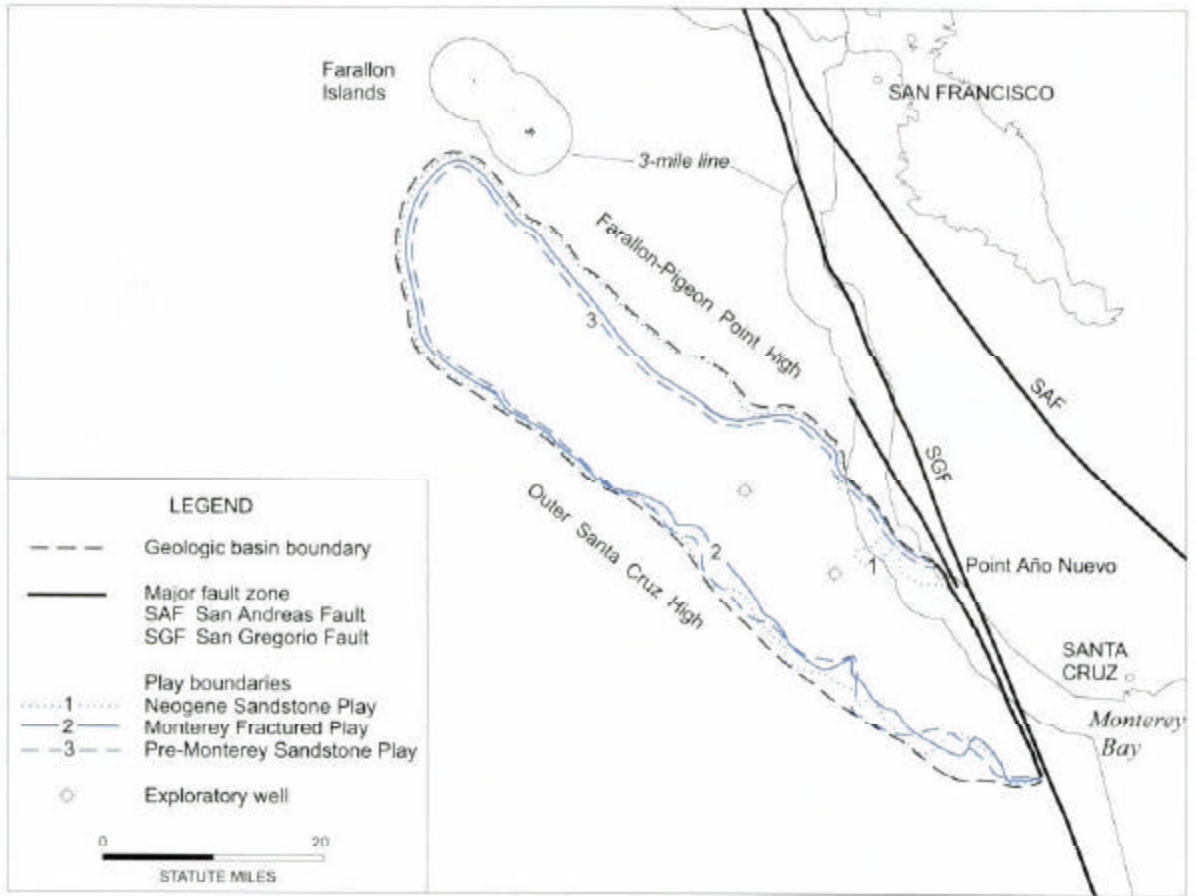 Farallon
Islands
SAN FRANCISCO
3-mile line
Farallon-Pigeon Point High
3
SAF
SGF
Outer Santa Cruz High
2
1
Point Año Nuevo
SANTA
CRUZ
Monterey
Bay
LEGEND
Geologic basin boundary
Major fault zone
SAF San Andreas Fault
SGF San Gregorio Fault
Play boundaries
1 Neogene Sandstone Play
2 Monterey Fractured Play
3 Pre-Monterey Sandstone Play
Exploratory well
0 20
STATUTE MILES